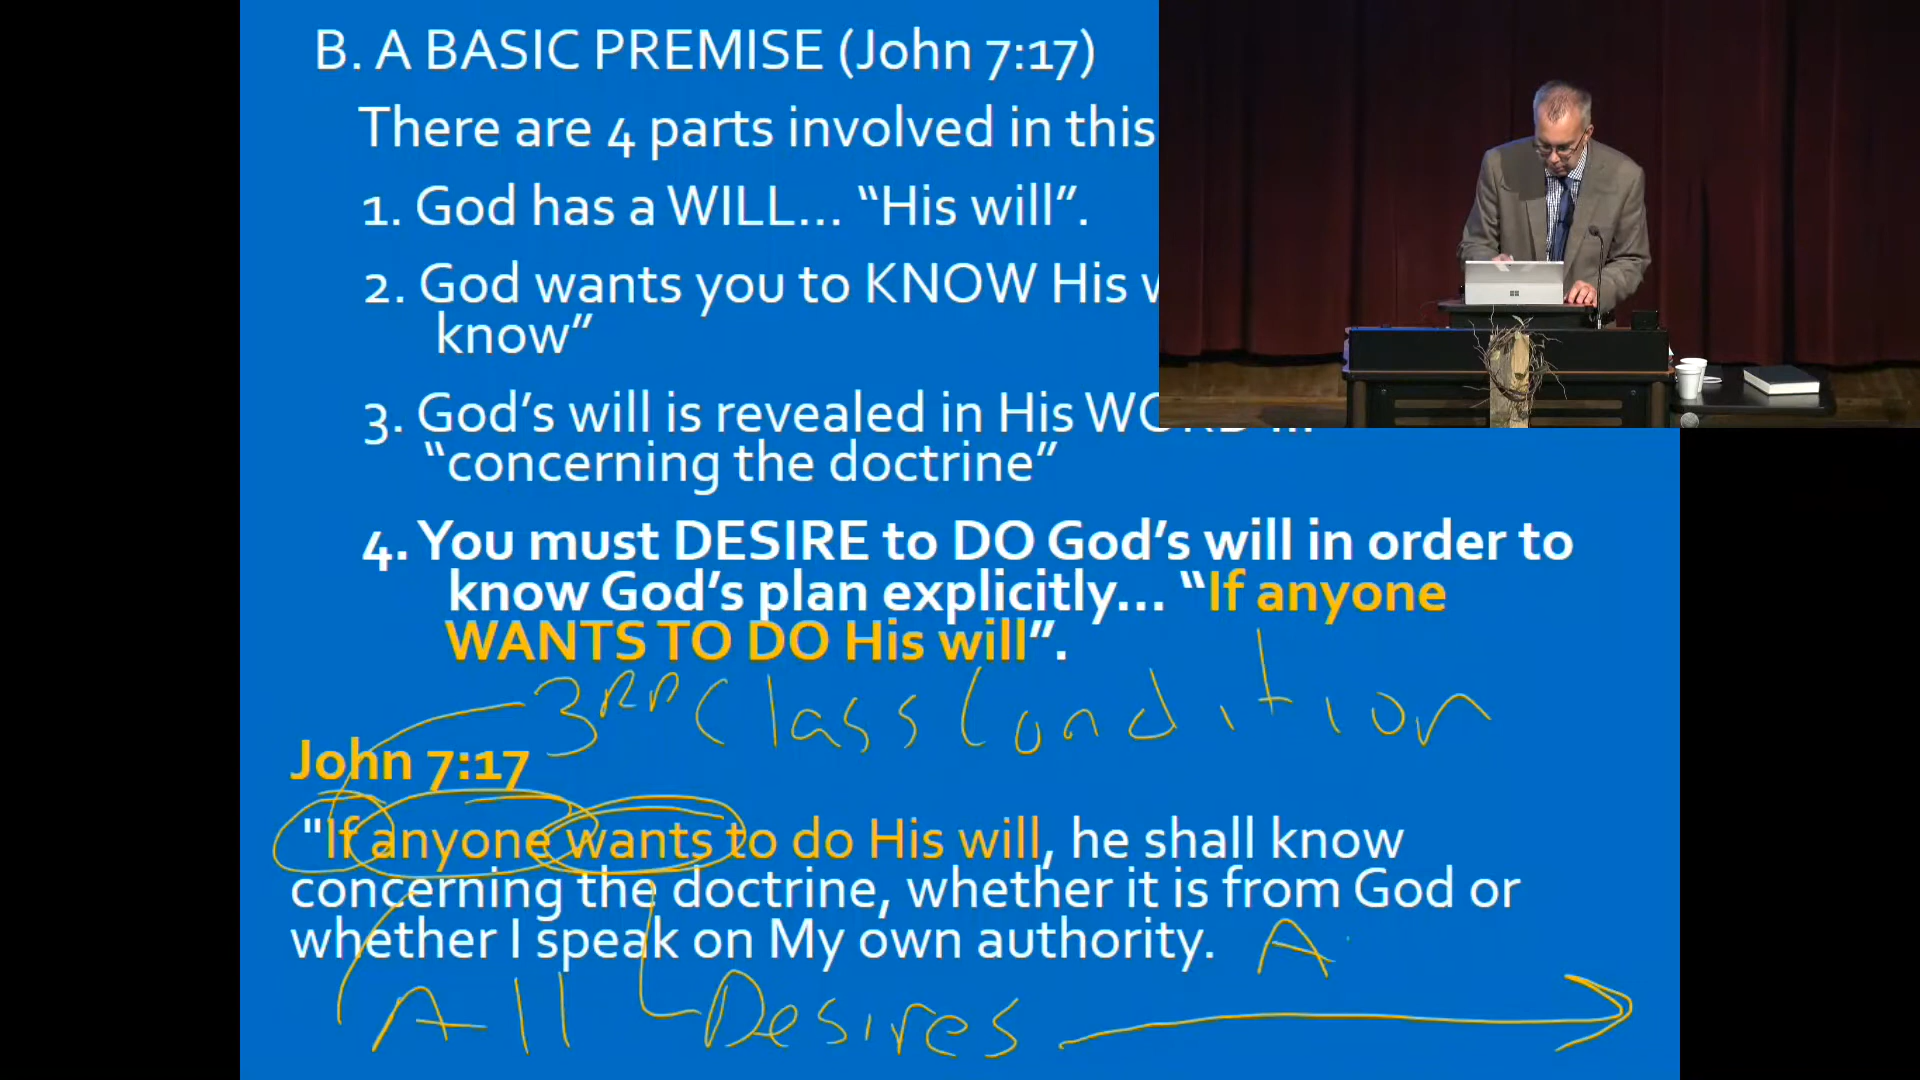 B. A BASIC PREMISE (John 7:17)
There are 4 parts involved in this
1. God has a WILL... “His will”.
2. God wants you to KNOW His
know”
3. God’s will is revealed in His WORD ...
“concerning the doctrine”
4. You must DESIRE to DO God’s will in order to
know God’s plan explicitly... “If anyone
WANTS TO DO His will”.
3RD Class Condition
John 7:17
"If anyone wants to do His will, he shall know
concerning the doctrine, whether it is from God or
whether I speak on My own authority.
A
All Desires